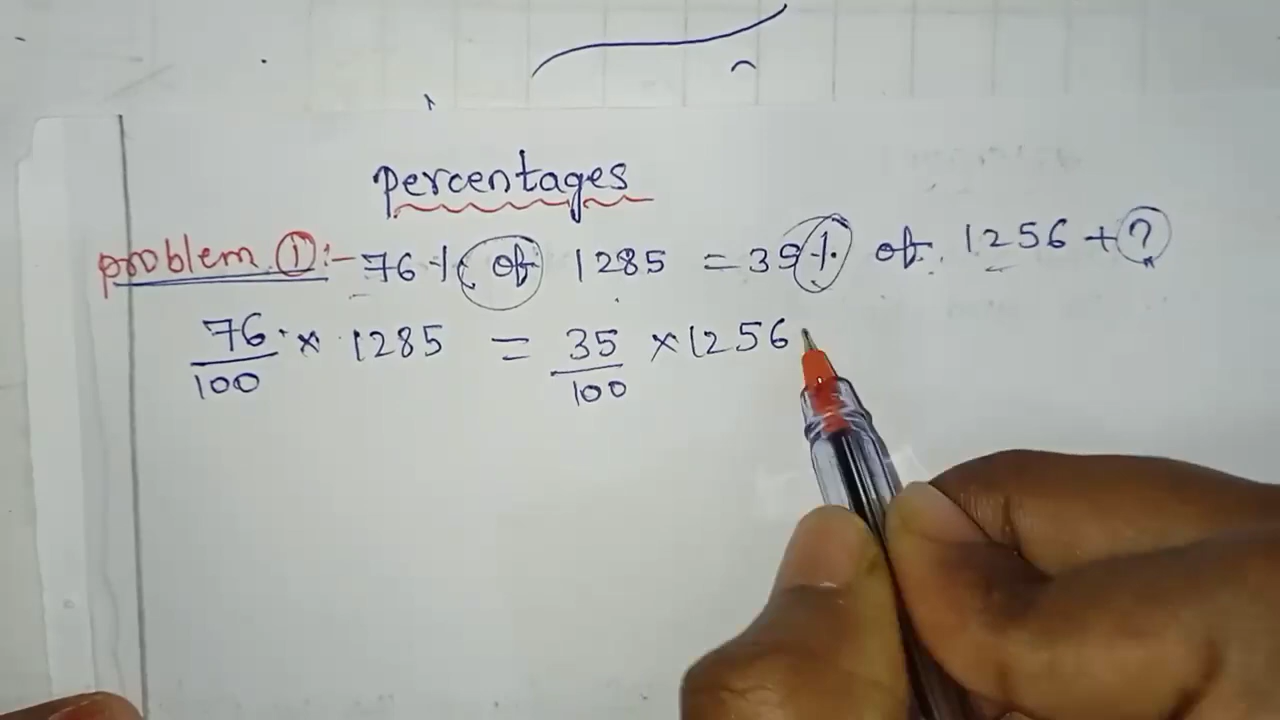 Percentages
problem ①:- 76% of 1285 = 35% of 1256 + ?
76/100 × 1285 = 35/100 × 1256